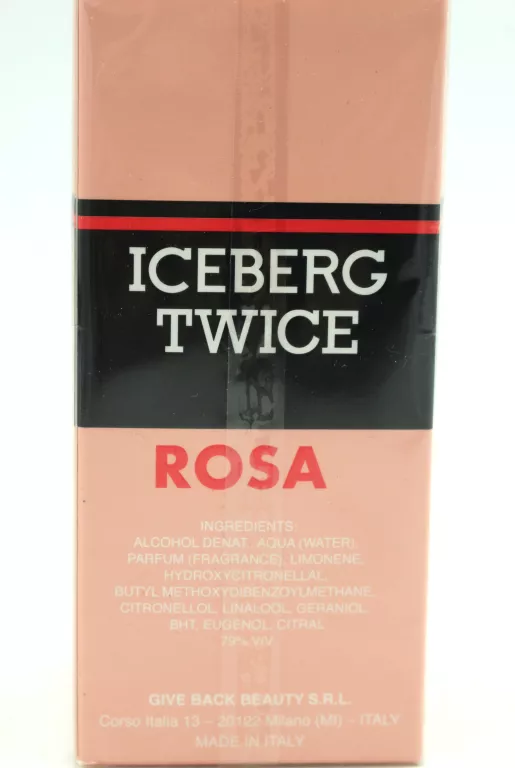 ICEBERG
TWICE
ROSA
INGREDIENTS:
ALCOHOL DENAT., AQUA (WATER),
PARFUM (FRAGRANCE), LIMONENE,
HYDROXYCITRONELLAL,
BUTYL METHOXYDIBENZOYLMETHANE,
CITRONELLOL, LINALOOL, GERANIOL,
BHT, EUGENOL, CITRAL.
79% V/V
GIVE BACK BEAUTY S.R.L.
Corso Italia 13 – 20122 Milano (MI) – ITALY
MADE IN ITALY